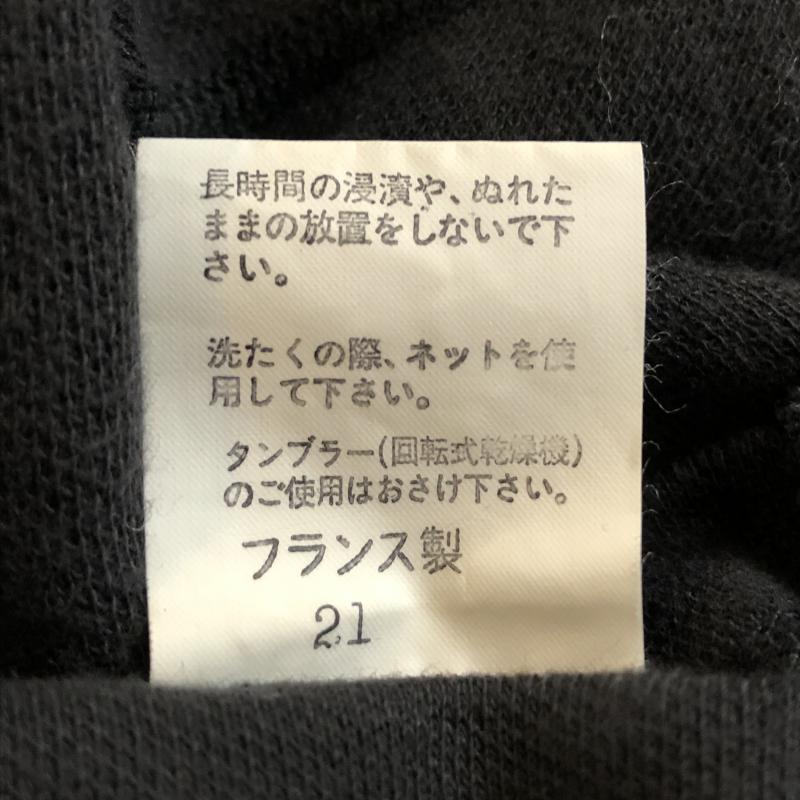 長時間の浸漬や、ぬれた
ままの放置をしないで下
さい。
洗たくの際、ネットを使
用して下さい。
タンブラー(回転式乾燥機)
のご使用はおさけ下さい。
フランス製
21